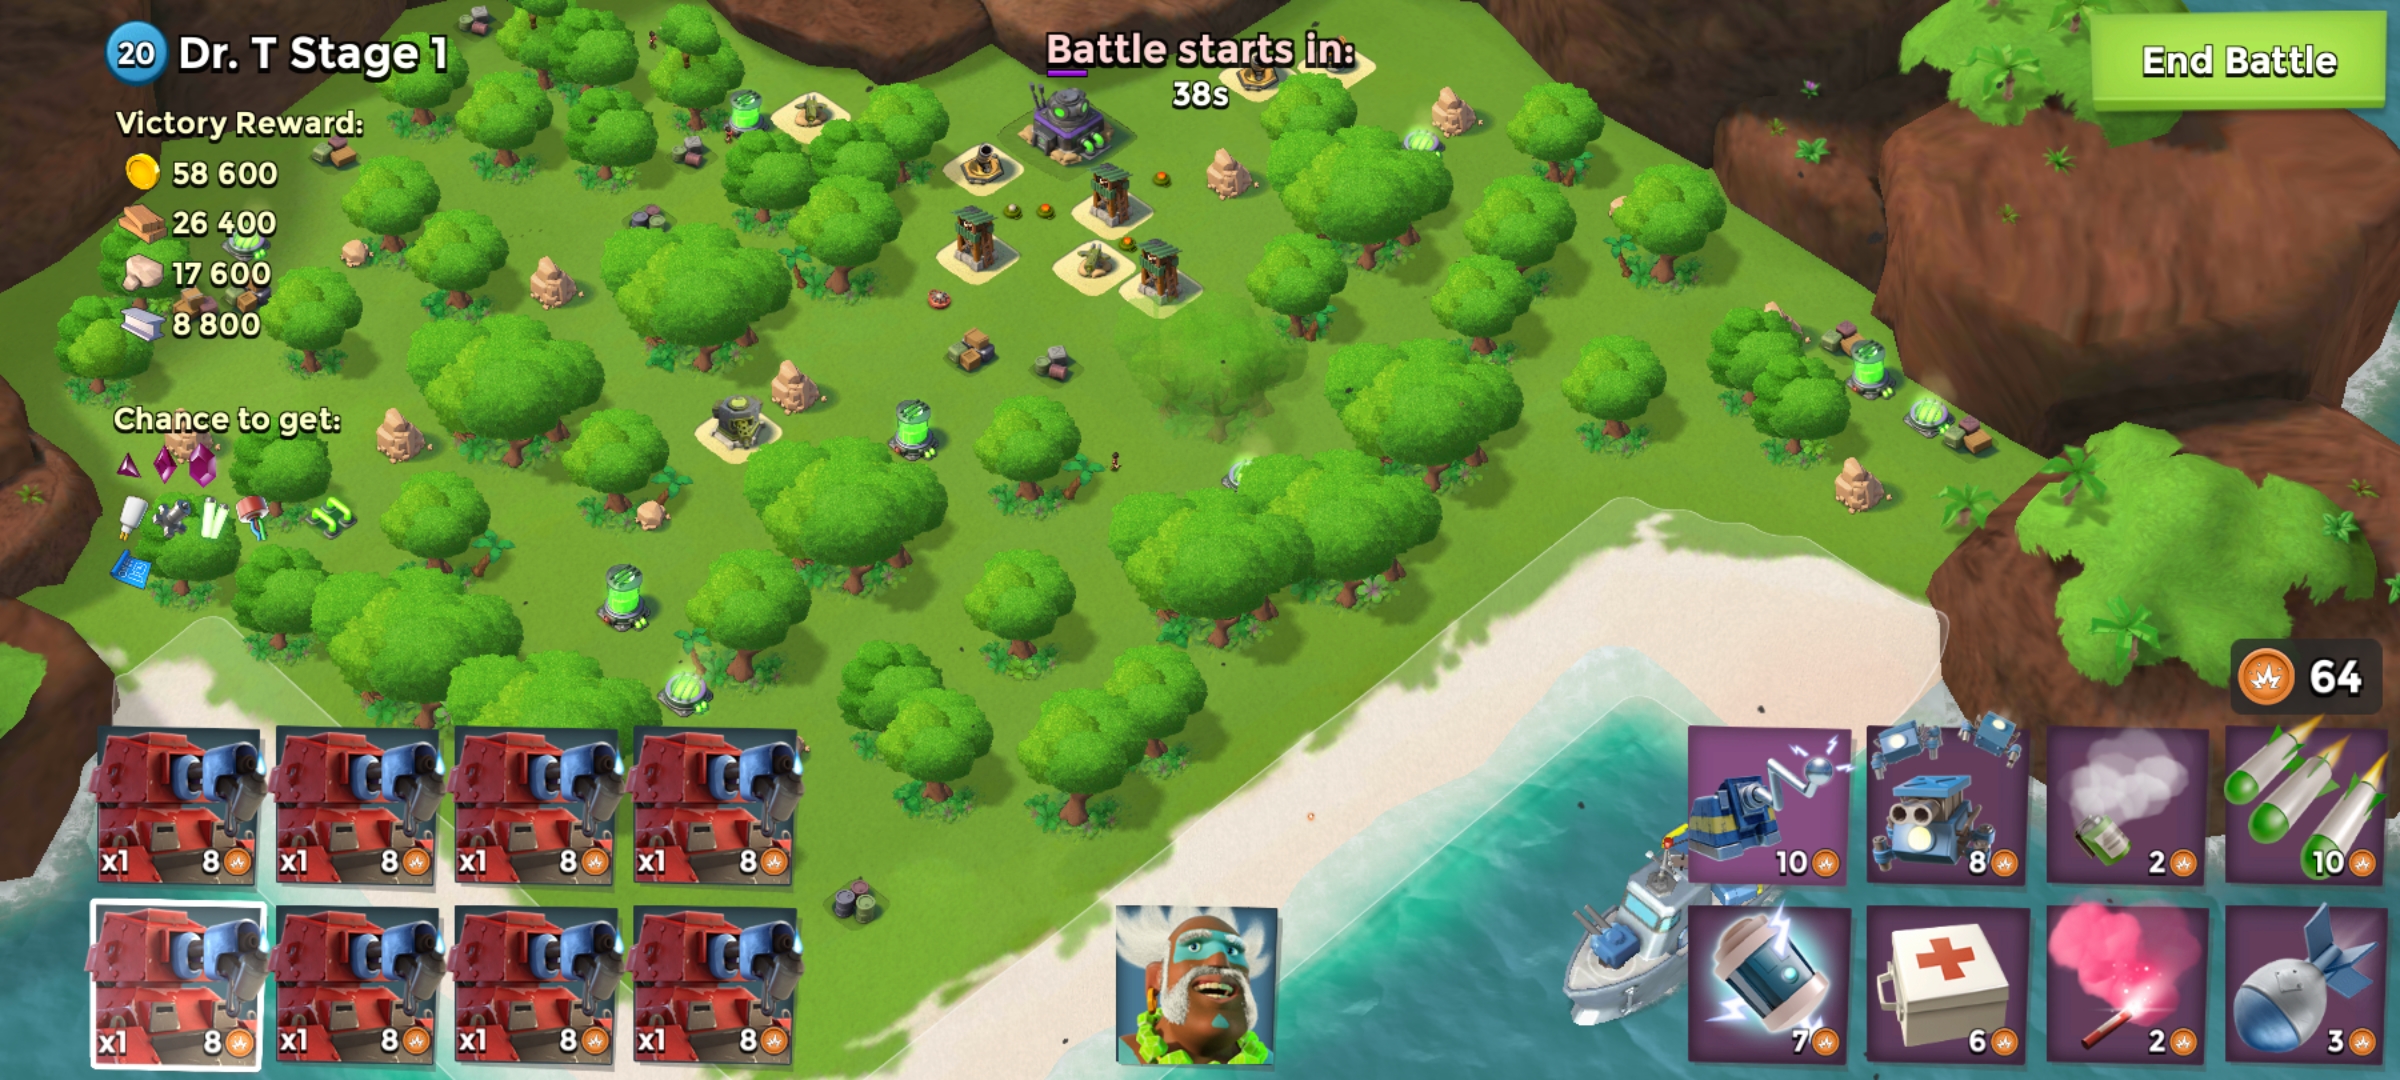 20 Dr. T Stage 1
Battle starts in:
38s
End Battle
Victory Reward:
58 600
26 400
17 600
8 800
Chance to get:
64
x1 8
x1 8
x1 8
x1 8
10
8
2
10
x1 8
x1 8
x1 8
x1 8
7
6
2
3